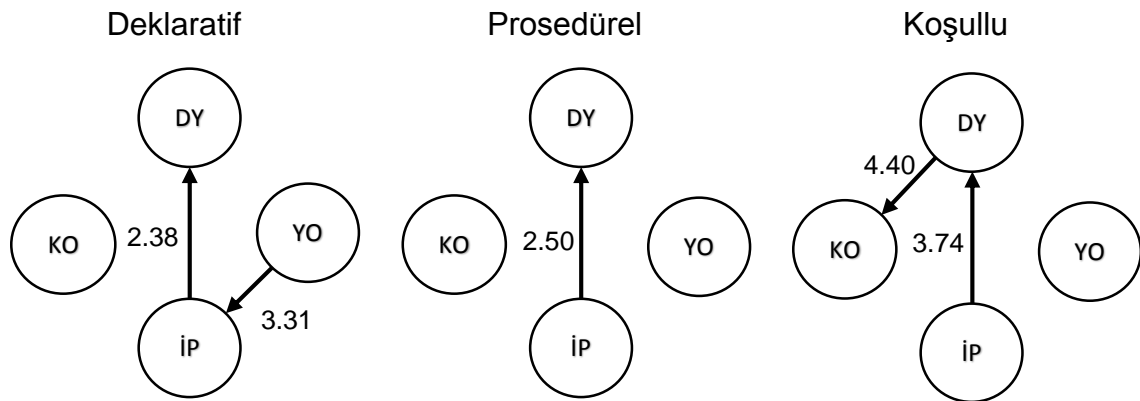 Deklaratif
DY
KO
2.38
YO
3.31
İP
Prosedürel
DY
KO
2.50
YO
İP
Koşullu
DY
4.40
KO
3.74
YO
İP